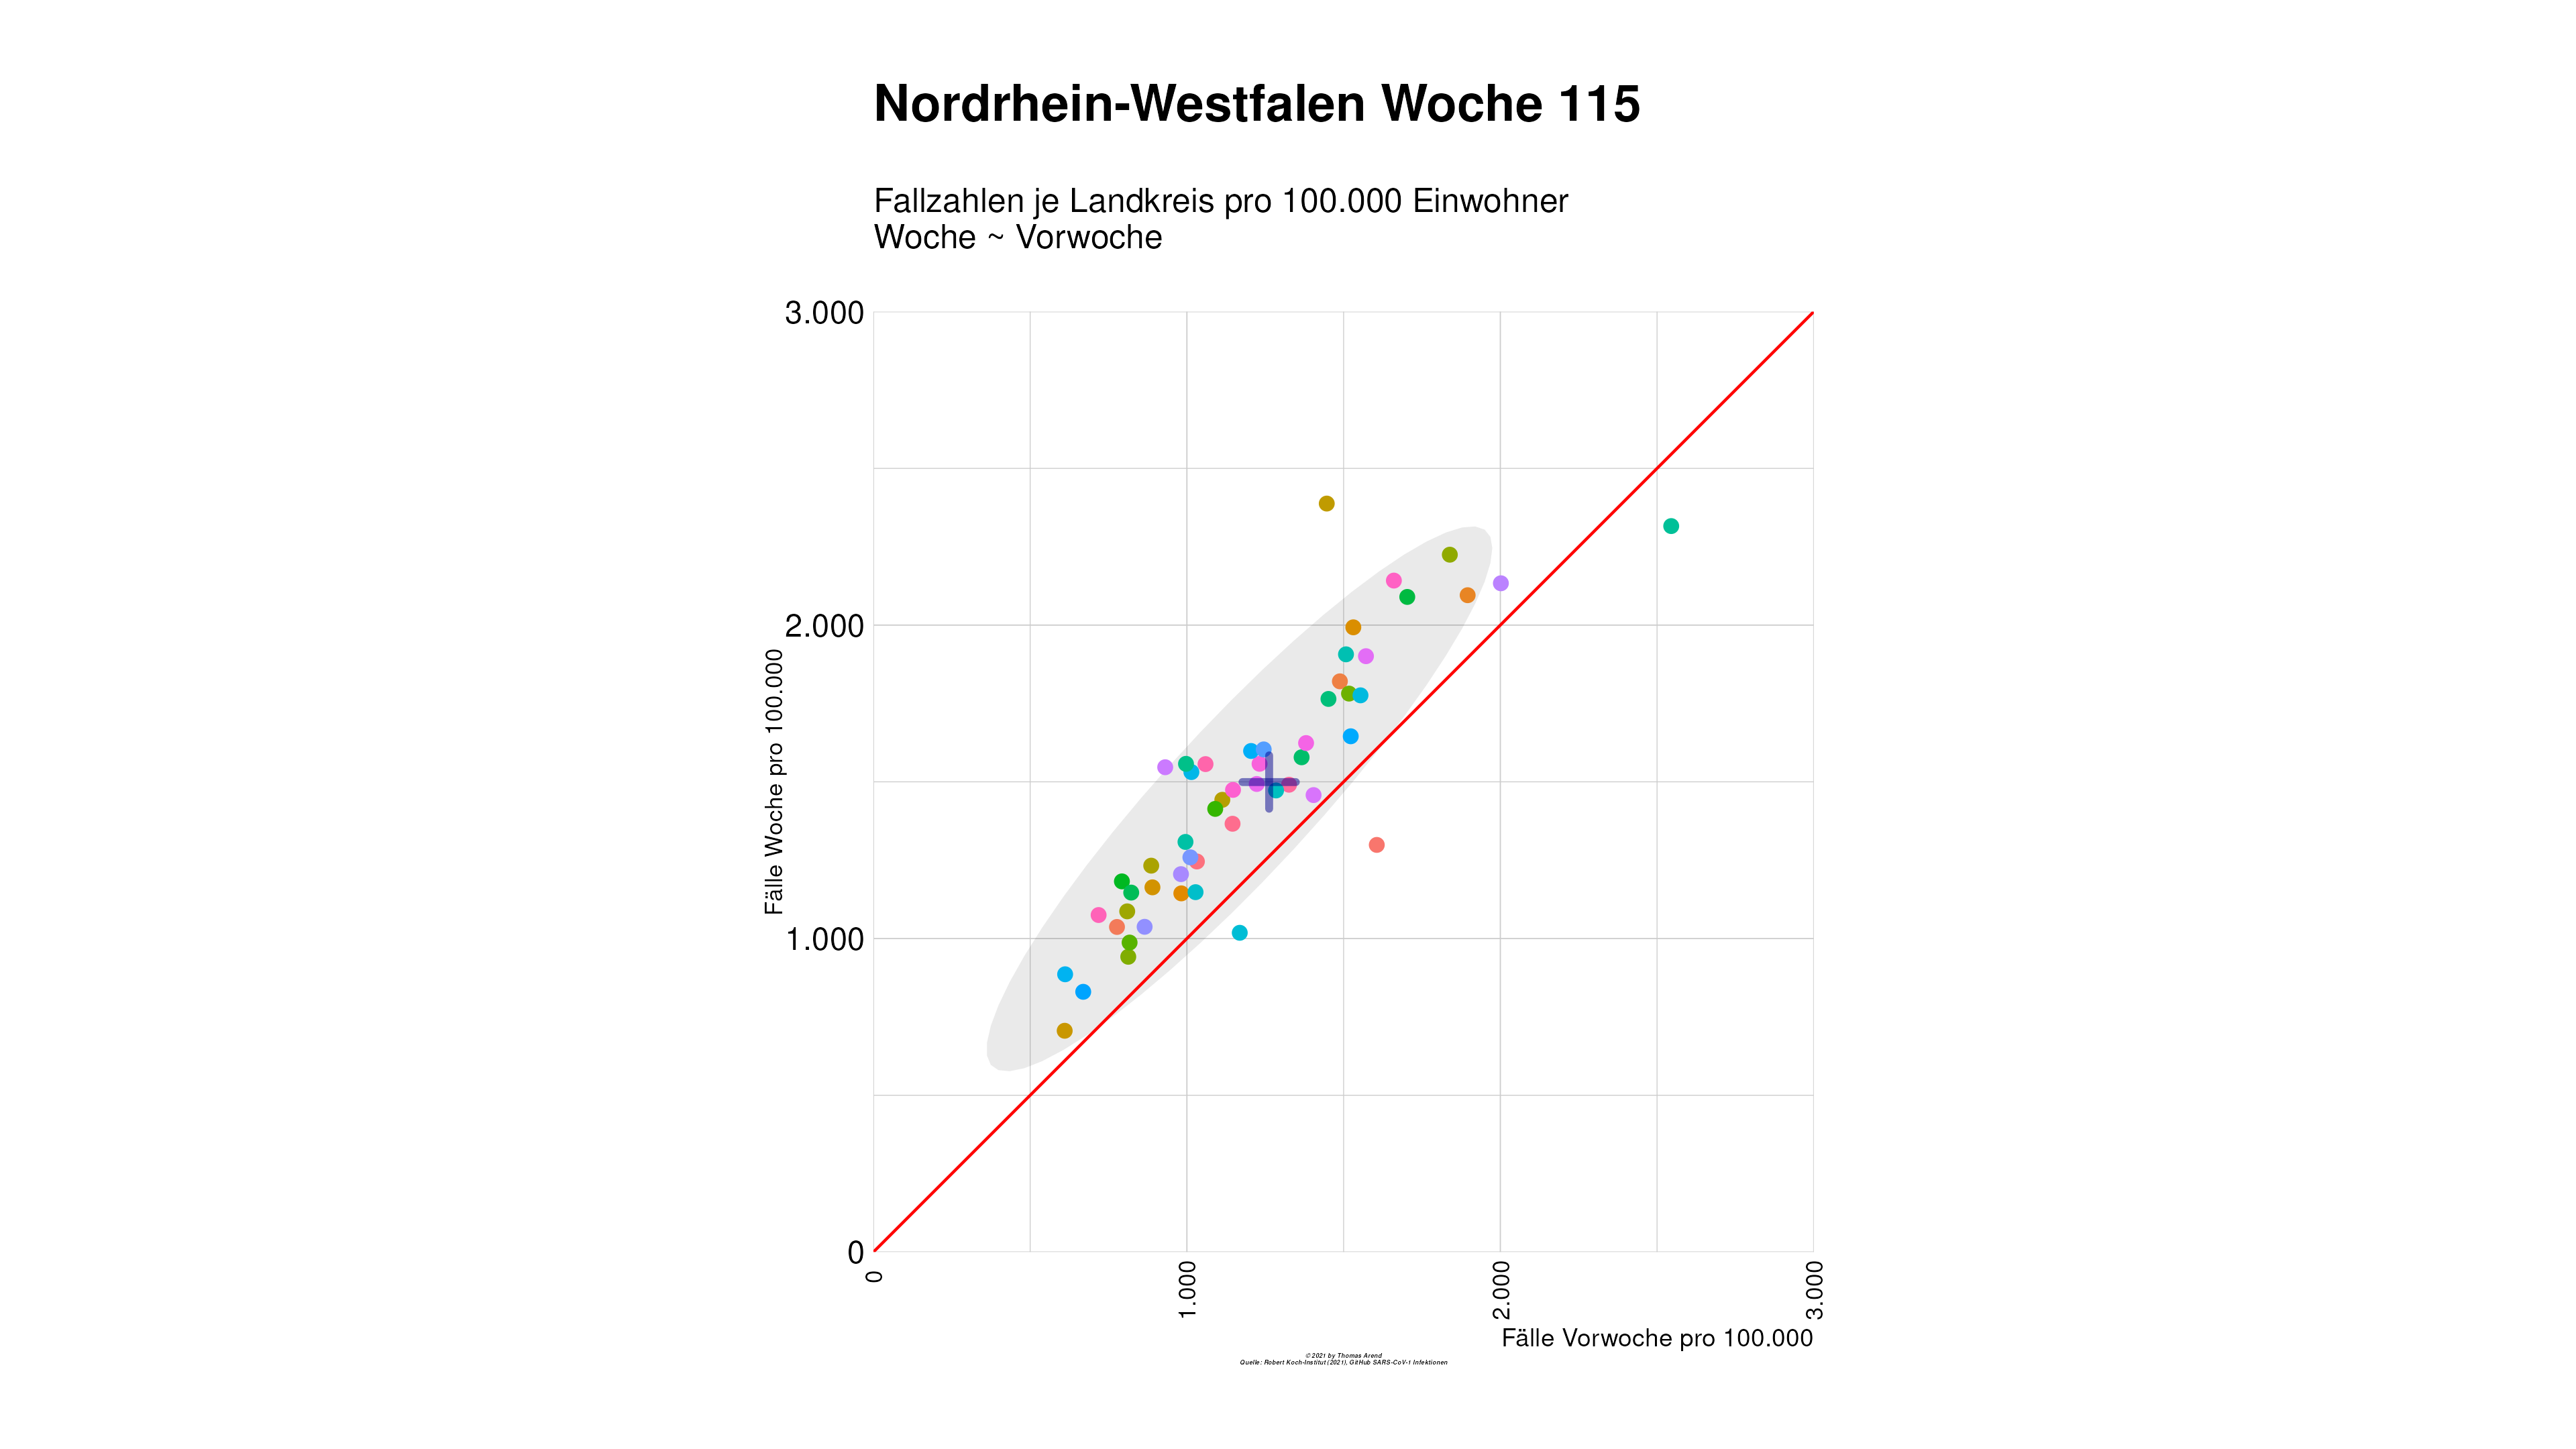 Nordrhein-Westfalen Woche 115
Fallzahlen je Landkreis pro 100.000 Einwohner
Woche ~ Vorwoche
3.000
2.000
1.000
0
Fälle Woche pro 100.000
0
1.000
2.000
3.000
Fälle Vorwoche pro 100.000
© 2021 by Thomas Arend
Quelle: Robert Koch-Institut (2021), GitHub SARS-CoV-1 Infektionen